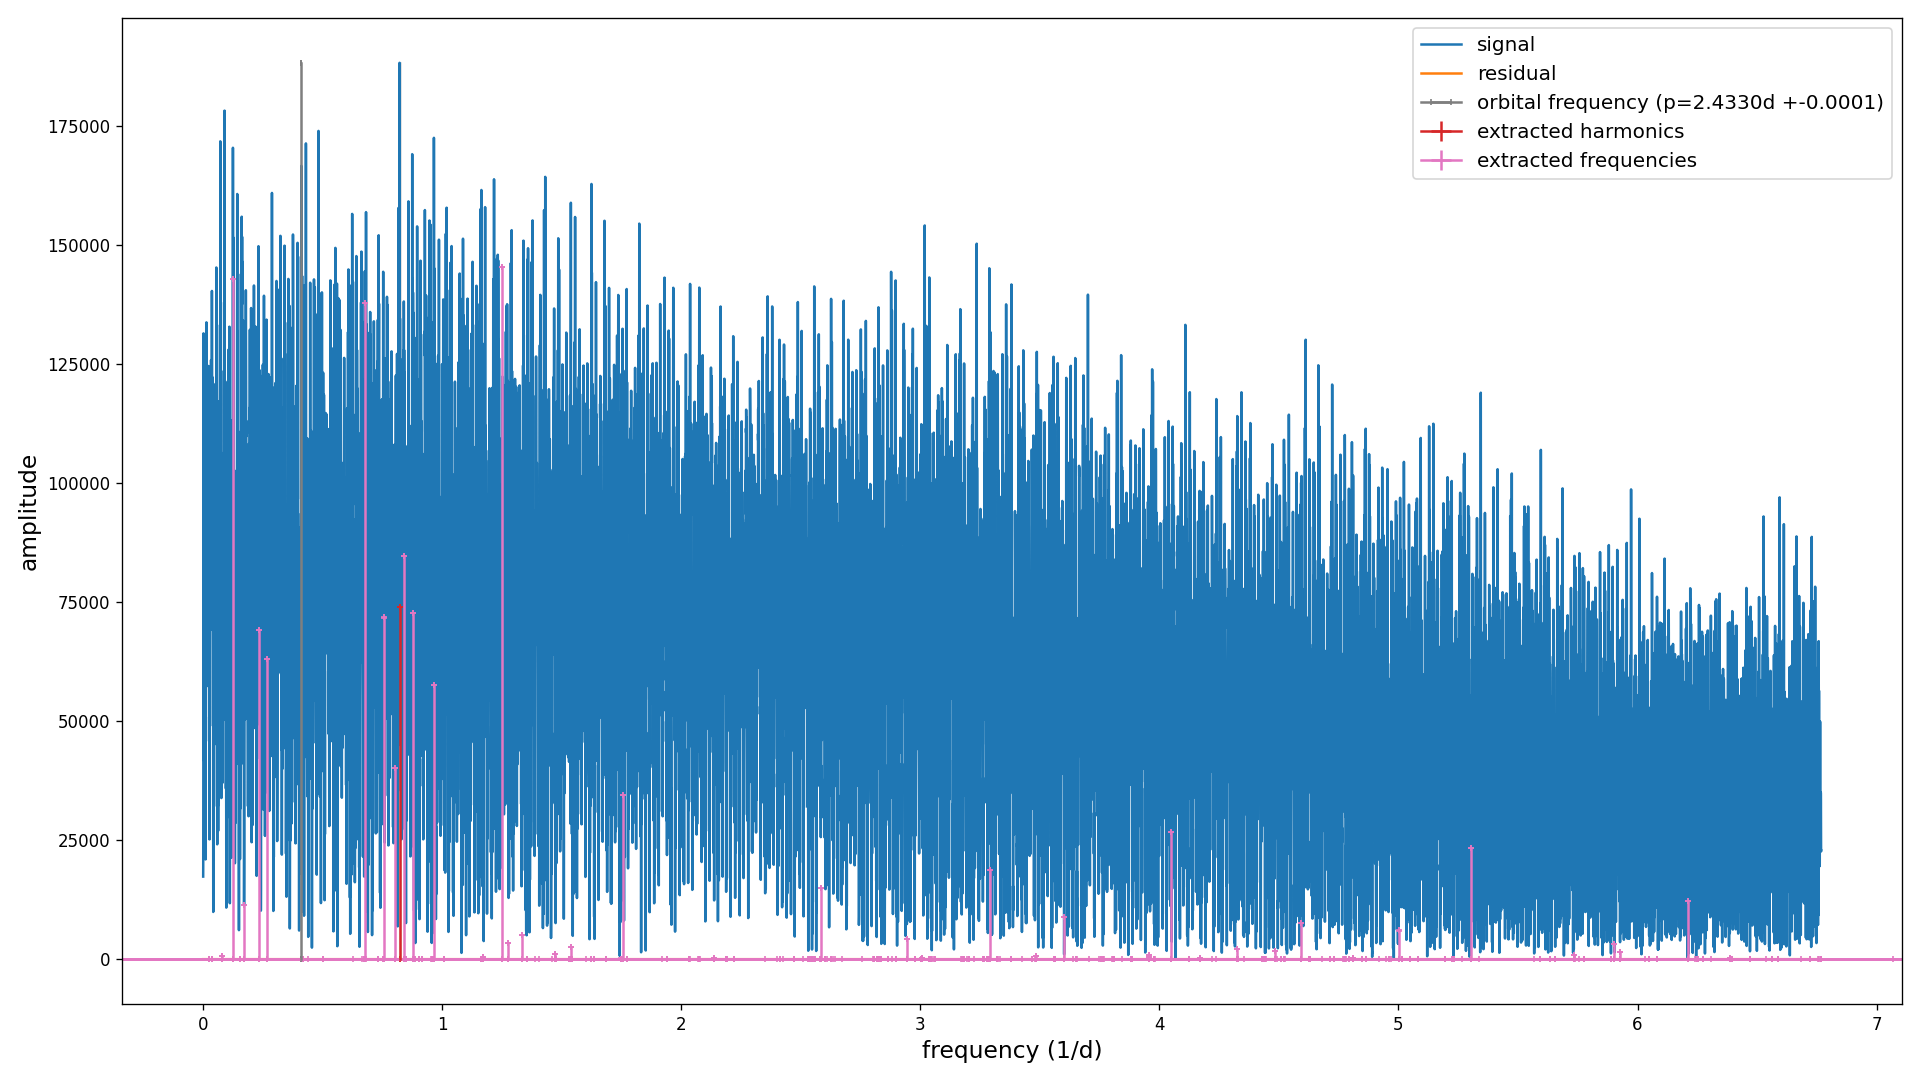 signal
residual
orbital frequency (p=2.4330d +-0.0001)
extracted harmonics
extracted frequencies
amplitude
175000
150000
125000
100000
75000
50000
25000
0
0 1 2 3 4 5 6 7
frequency (1/d)